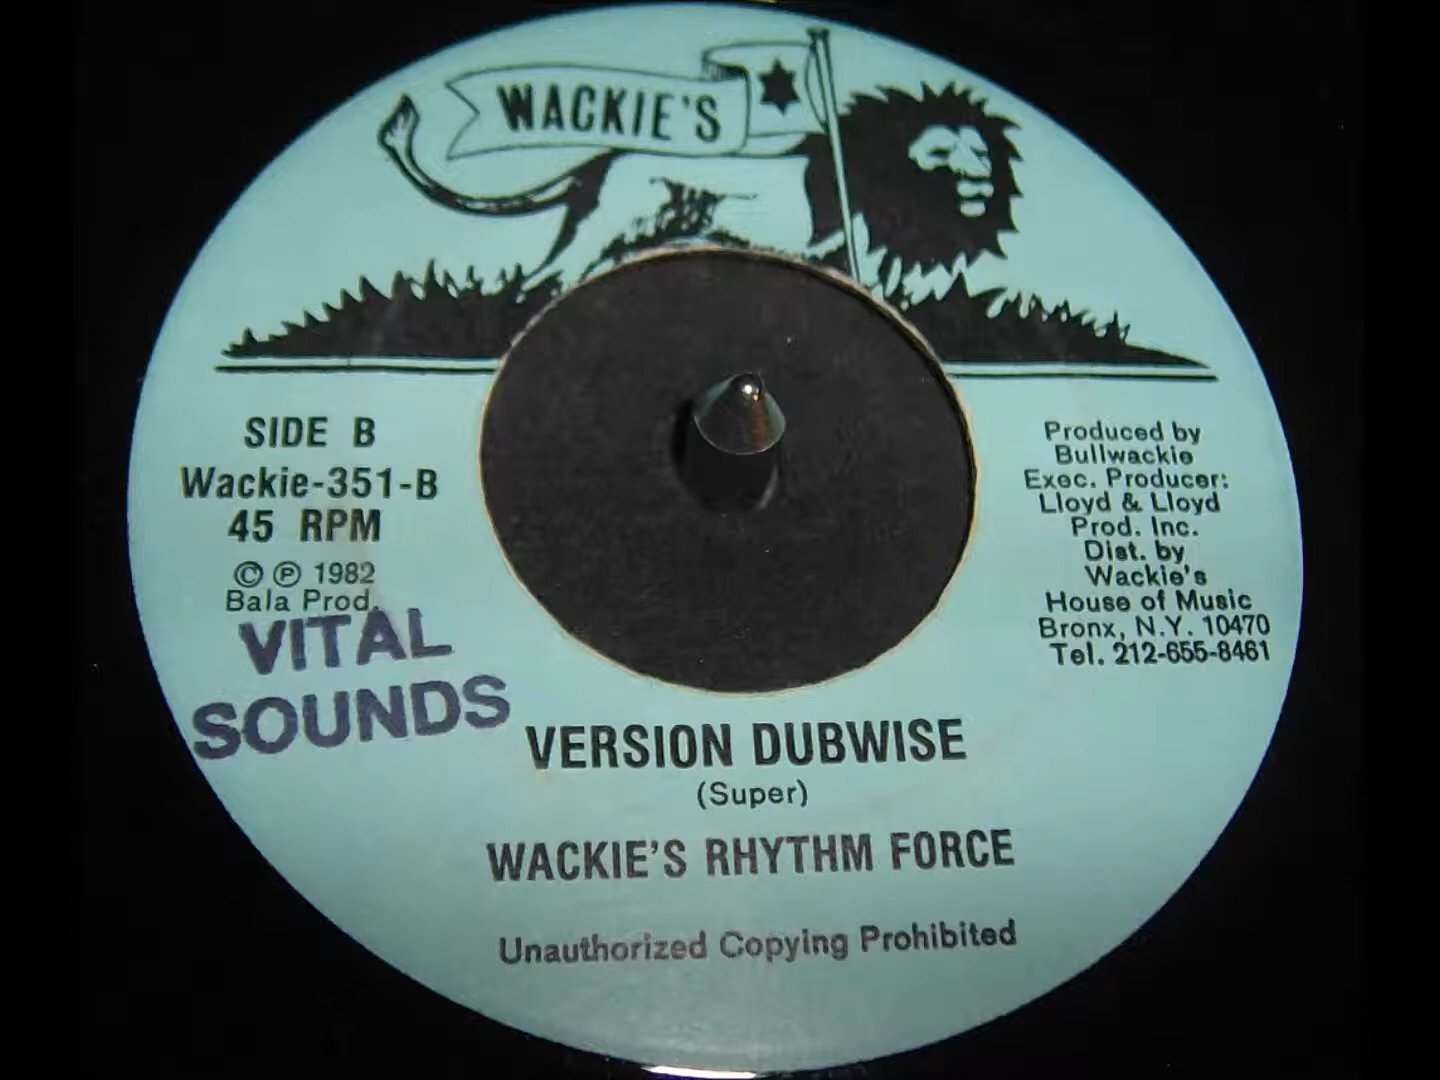 WACKIE'S
SIDE B
Wackie-351-B
45 RPM
© ℗ 1982
Bala Prod.
VITAL
SOUNDS
Produced by
Bullwackie
Exec. Producer:
Lloyd & Lloyd
Prod. Inc.
Dist. by
Wackie's
House of Music
Bronx, N.Y. 10470
Tel. 212-655-8461
VERSION DUBWISE
(Super)
WACKIE'S RHYTHM FORCE
Unauthorized Copying Prohibited